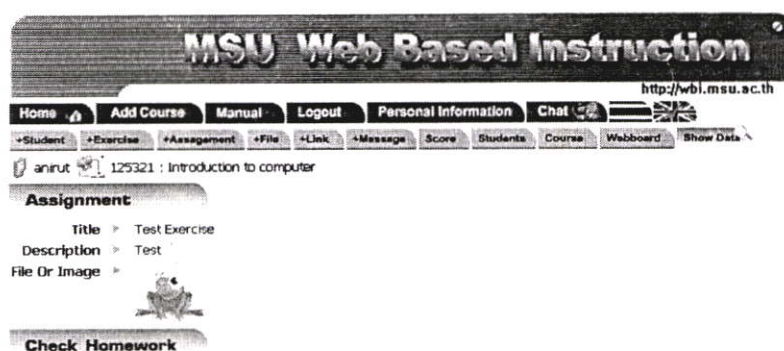 MSU Web Based Instruction
http://wbi.msu.ac.th
Home Add Course Manual Logout Personal Information Chat
+Student +Exercise +Assagement +File +Link +Massage Score Students Course Webboard Show Data
anirut 125321 : Introduction to computer
Assignment
Title Test Exercise
Description Test
File Or Image
Check Homework